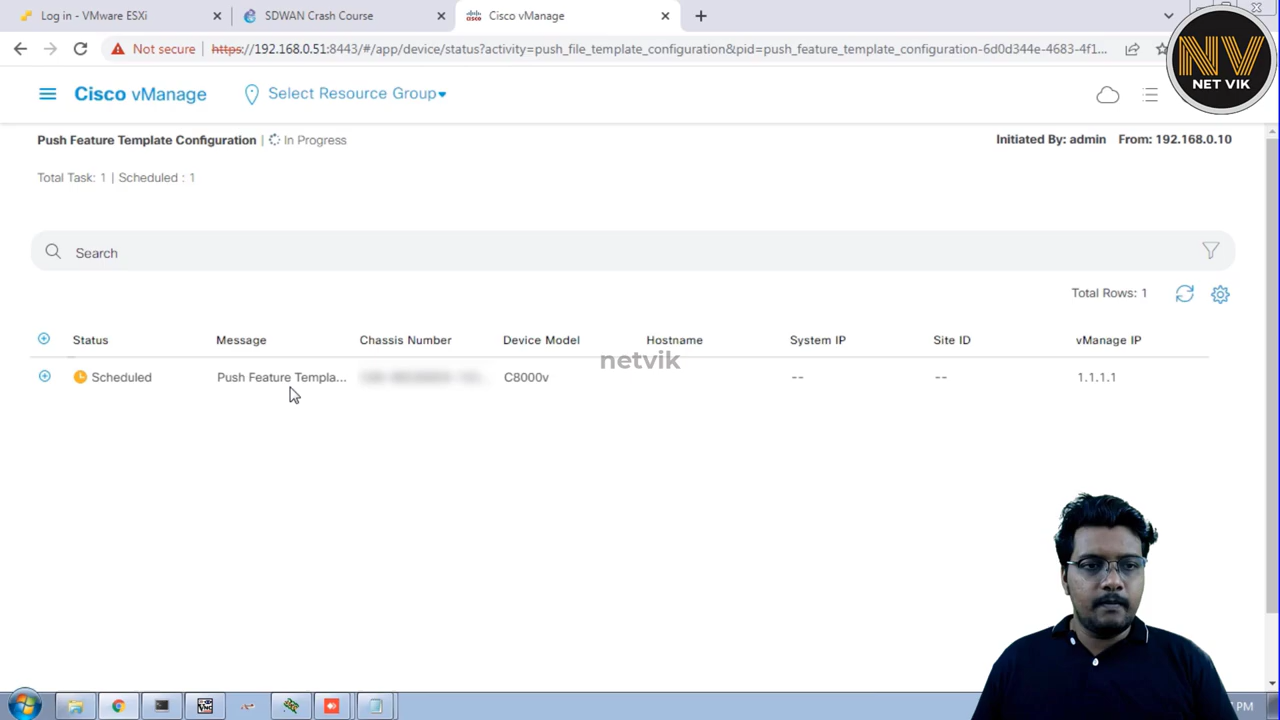 Log in - VMware ESXi
SDWAN Crash Course
Cisco vManage
NV
NET VIK
Not secure
https://192.168.0.51:8443/#/app/device/status?activity=push_file_template_configuration&pid=push_feature_template_configuration-6d0d344e-4683-4f1...
Cisco vManage
Select Resource Group
Push Feature Template Configuration | In Progress
Initiated By: admin From: 192.168.0.10
Total Task: 1 | Scheduled : 1
Search
Total Rows: 1
Status Message Chassis Number Device Model Hostname System IP Site ID vManage IP
netvik
Scheduled Push Feature Templa... C8000v -- -- 1.1.1.1
PM